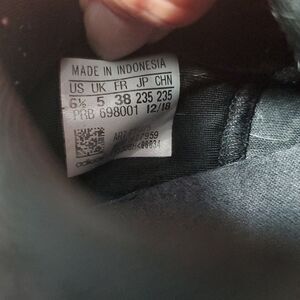 MADE IN INDONESIA
US UK FR JP CHN
6½ 5 38 235 235
PRB 698001 12/18
adidas